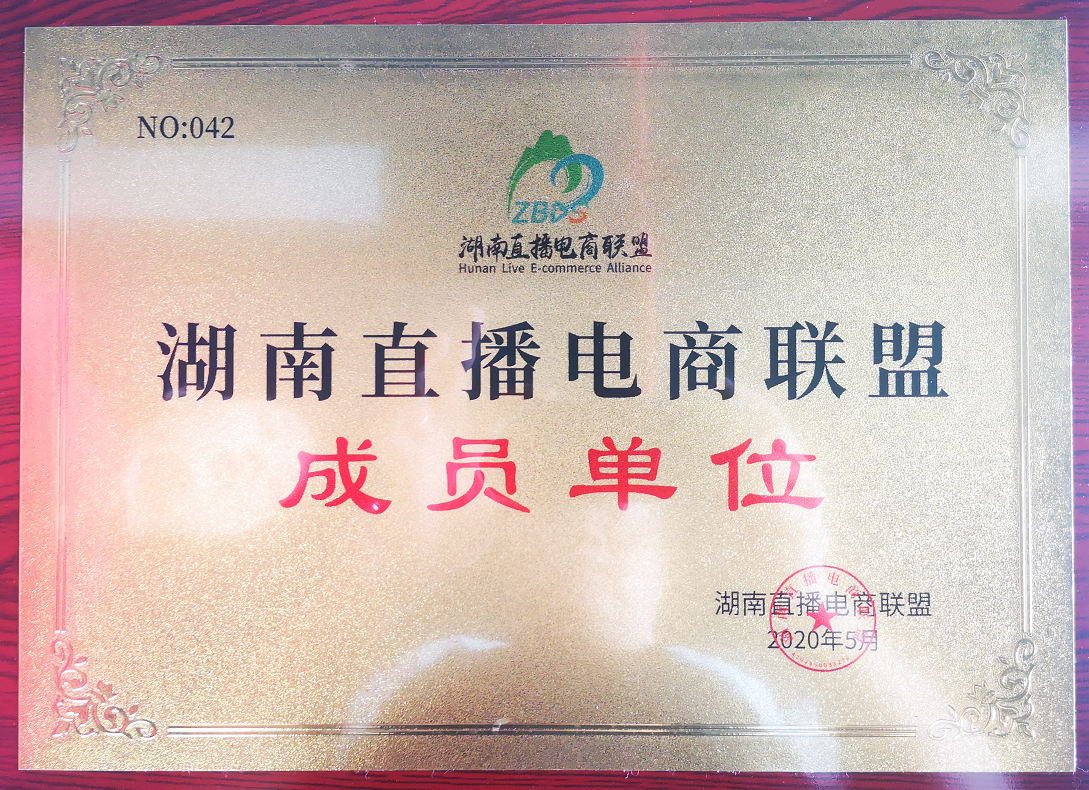 NO:042
ZBDS
湖南直播电商联盟
Hunan Live E-commerce Alliance
湖南直播电商联盟
成员单位
湖南直播电商联盟
2020年5月